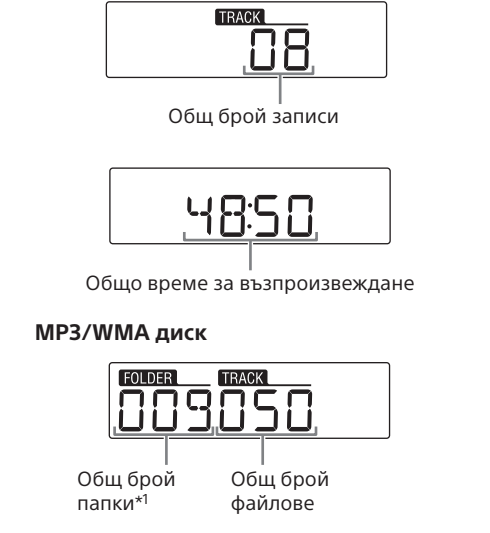 TRACK
08
Общ брой записи
48:50
Общо време за възпроизвеждане
MP3/WMA диск
FOLDER TRACK
009050
Общ брой папки*1
Общ брой файлове